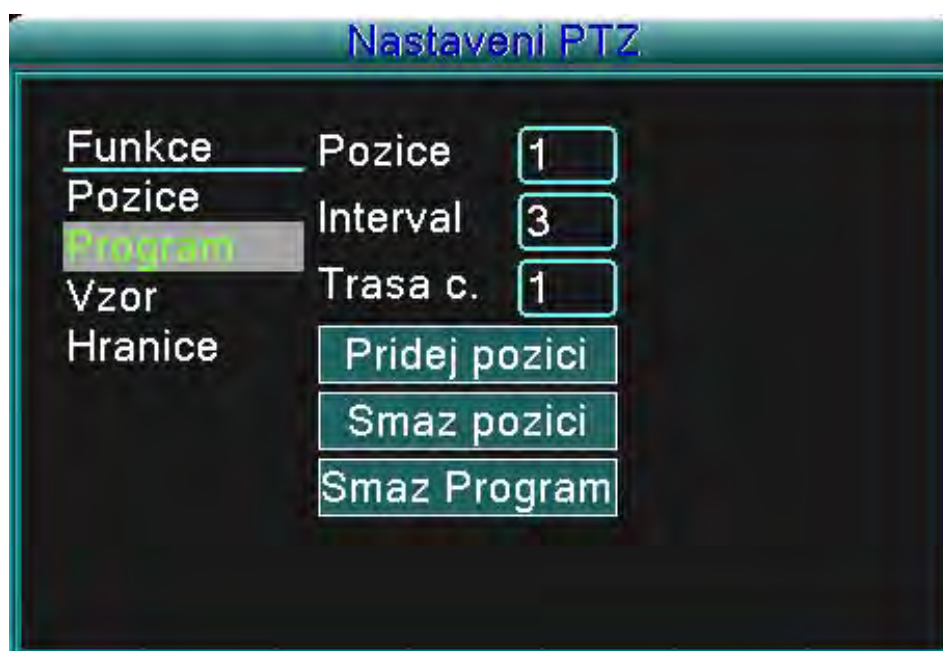 Nastaveni PTZ
Funkce
Pozice
Program
Vzor
Hranice
Pozice 1
Interval 3
Trasa c. 1
Pridej pozici
Smaz pozici
Smaz Program